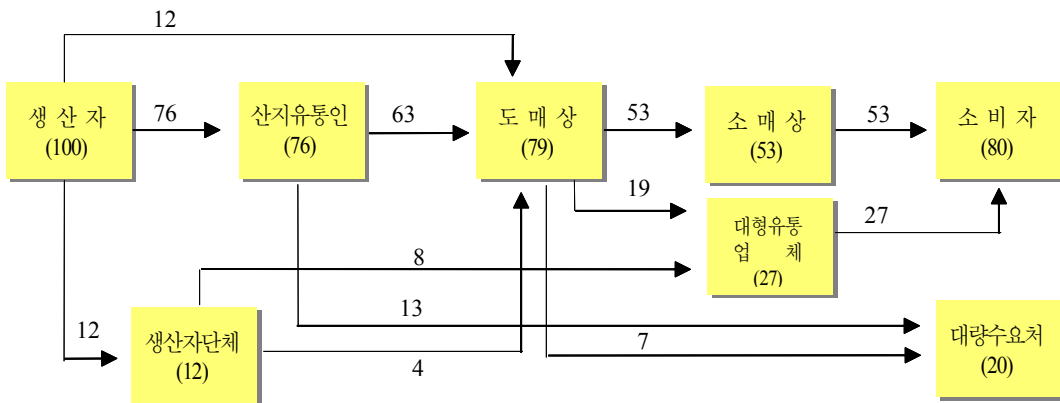 12
생 산 자
(100)
76
산지유통인
(76)
63
도 매 상
(79)
53
소 매 상
(53)
53
소 비 자
(80)
19
대형유통
업 체
(27)
27
8
13
12
생산자단체
(12)
4
7
대량수요처
(20)